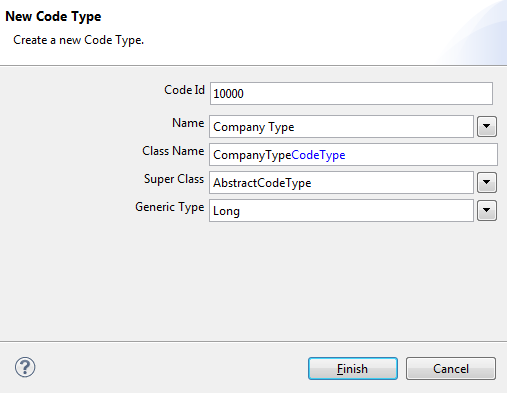 New Code Type
Create a new Code Type.
Code Id 10000
Name Company Type
Class Name CompanyTypeCodeType
Super Class AbstractCodeType
Generic Type Long
? Finish Cancel